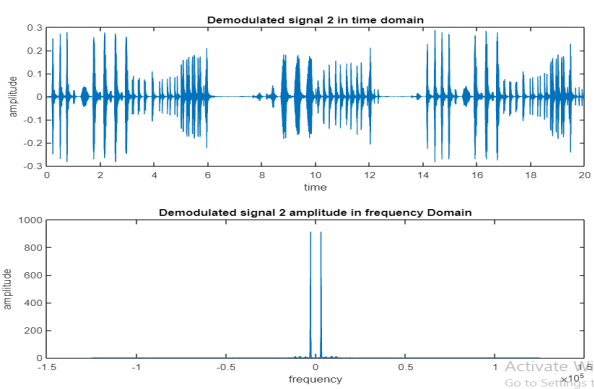 Demodulated signal 2 in time domain
0.3
0.2
0.1
0
-0.1
-0.2
-0.3
amplitude
0 2 4 6 8 10 12 14 16 18 20
time
Demodulated signal 2 amplitude in frequency Domain
1000
800
600
400
200
0
amplitude
-1.5 -1 -0.5 0 0.5 1 1.5
×10⁵
frequency
Activate Wi
Go to Settings t